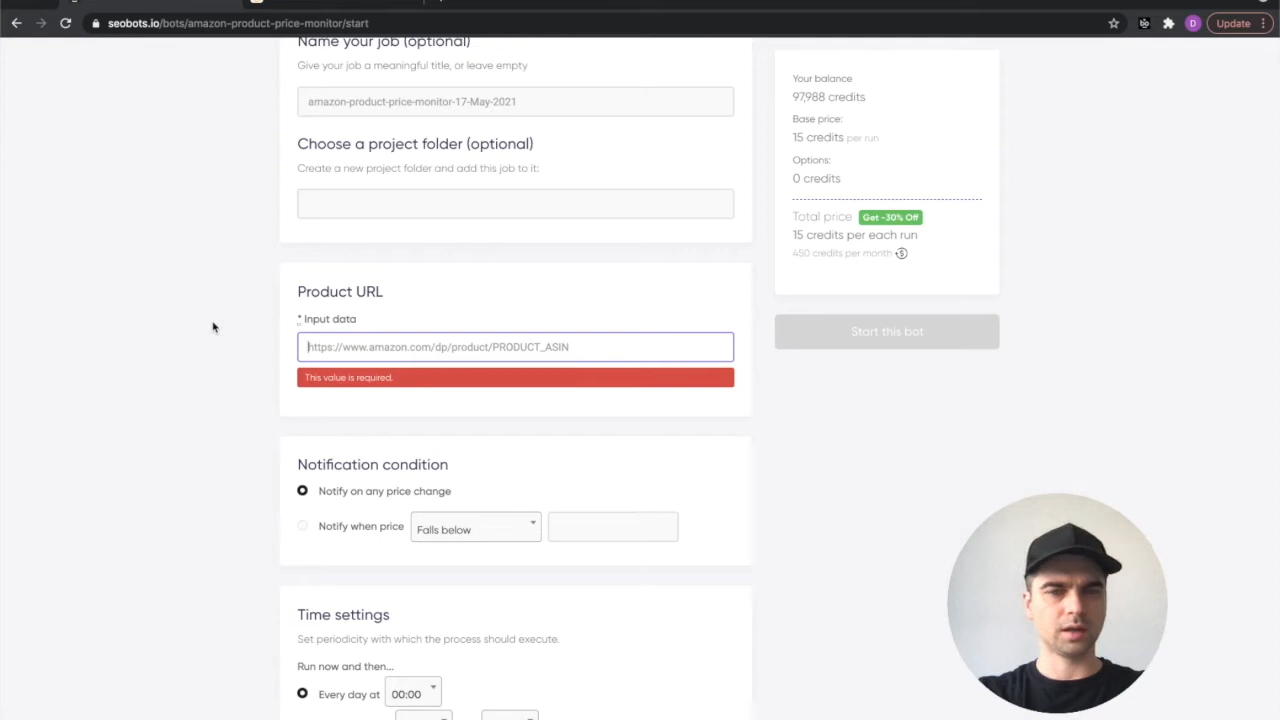 seobots.io/bots/amazon-product-price-monitor/start
D
Update
Name your job (optional)
Give your job a meaningful title, or leave empty
amazon-product-price-monitor-17-May-2021
Choose a project folder (optional)
Create a new project folder and add this job to it:
Product URL
* Input data
https://www.amazon.com/dp/product/PRODUCT_ASIN
This value is required.
Notification condition
Notify on any price change
Notify when price Falls below
Time settings
Set periodicity with which the process should execute.
Run now and then...
Every day at 00:00
Your balance
97,988 credits
Base price:
15 credits per run
Options:
0 credits
Total price Get -30% Off
15 credits per each run
450 credits per month
Start this bot